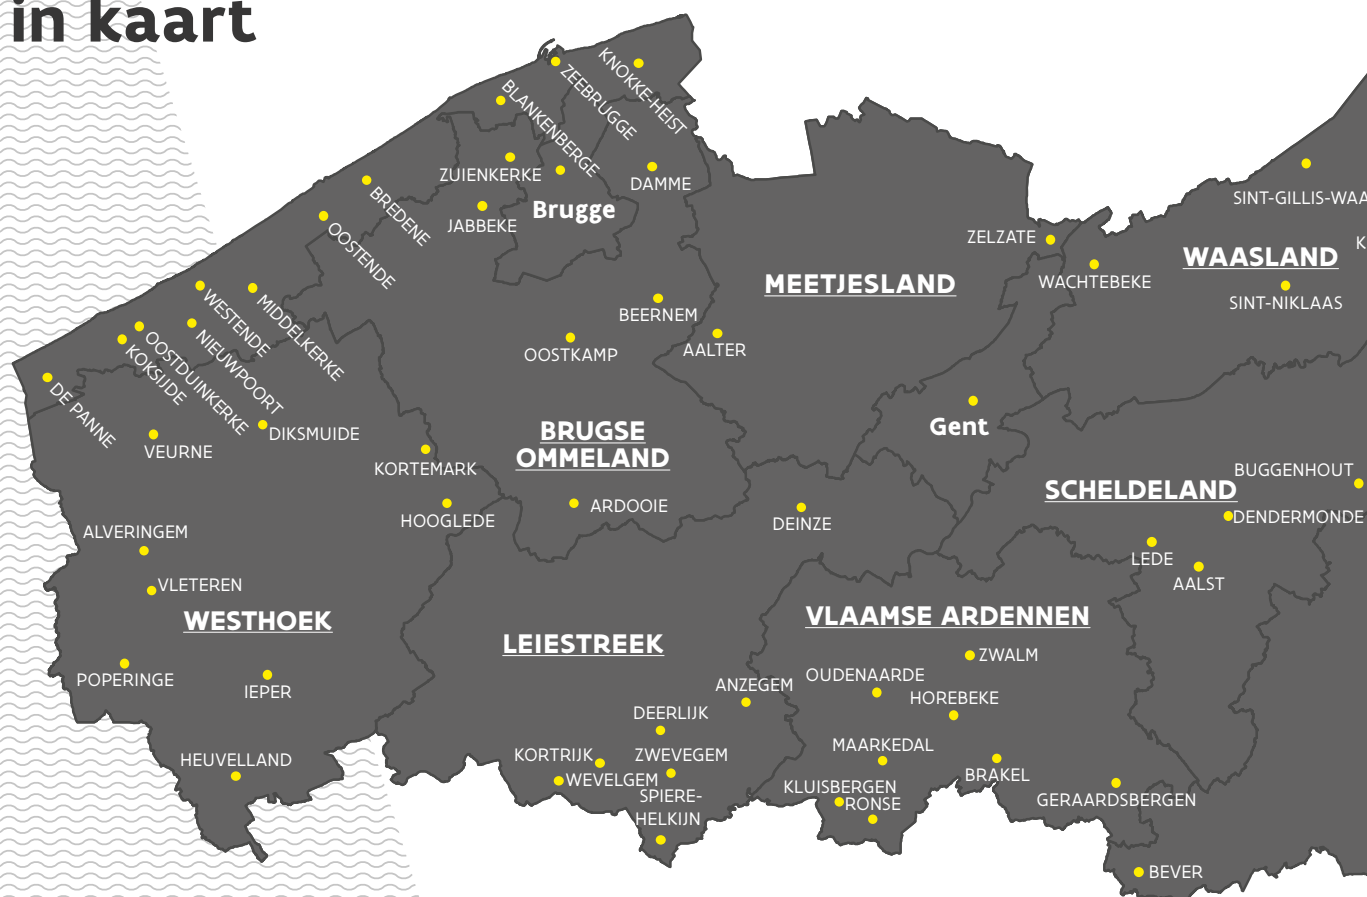 in kaart
KNOKKE-HEIST
ZEEBRUGGE
BLANKENBERGE
ZUIENKERKE
DAMME
BREDENE
Brugge
JABBEKE
OOSTENDE
SINT-GILLIS-WAA
ZELZATE
K
WAASLAND
WACHTEBEKE
MEETJESLAND
SINT-NIKLAAS
WESTENDE
MIDDELKERKE
BEERNEM
NIEUWPOORT
OOSTDUINKERKE
KOKSIJDE
OOSTKAMP
AALTER
DE PANNE
DIKSMUIDE
VEURNE
BRUGSE
OMMELAND
Gent
KORTEMARK
BUGGENHOUT
SCHELDELAND
HOOGLEDE
ARDOOIE
DEINZE
DENDERMONDE
ALVERINGEM
LEDE
AALST
VLETEREN
WESTHOEK
LEIESTREEK
VLAAMSE ARDENNEN
ZWALM
POPERINGE
IEPER
ANZEGEM
OUDENAARDE
HOREBEKE
DEERLIJK
MAARKEDAL
KORTRIJK
ZWEVEGEM
HEUVELLAND
WEVELGEM
BRAKEL
KLUISBERGEN
SPIERE-
HELKIJN
RONSE
GERAARDSBERGEN
BEVER